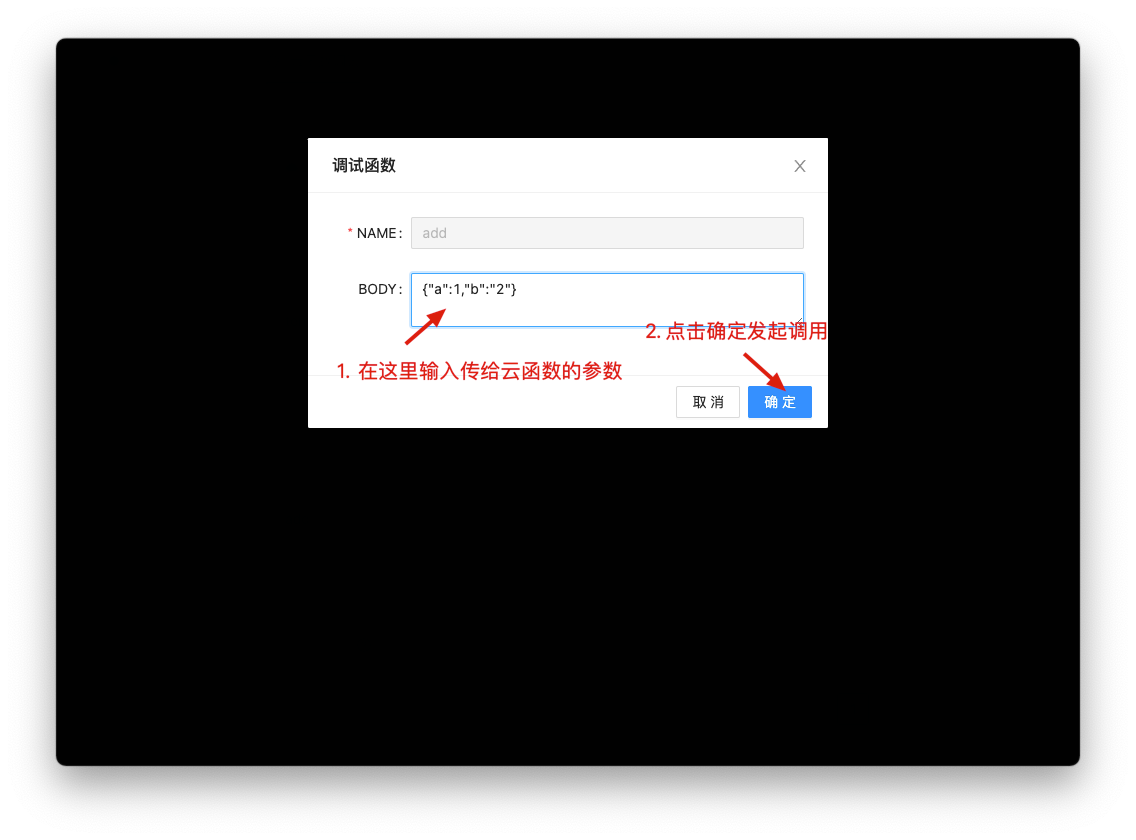 调试函数
* NAME: add
BODY: {"a":1,"b":"2"}
2. 点击确定发起调用
1. 在这里输入传给云函数的参数
取 消 确 定